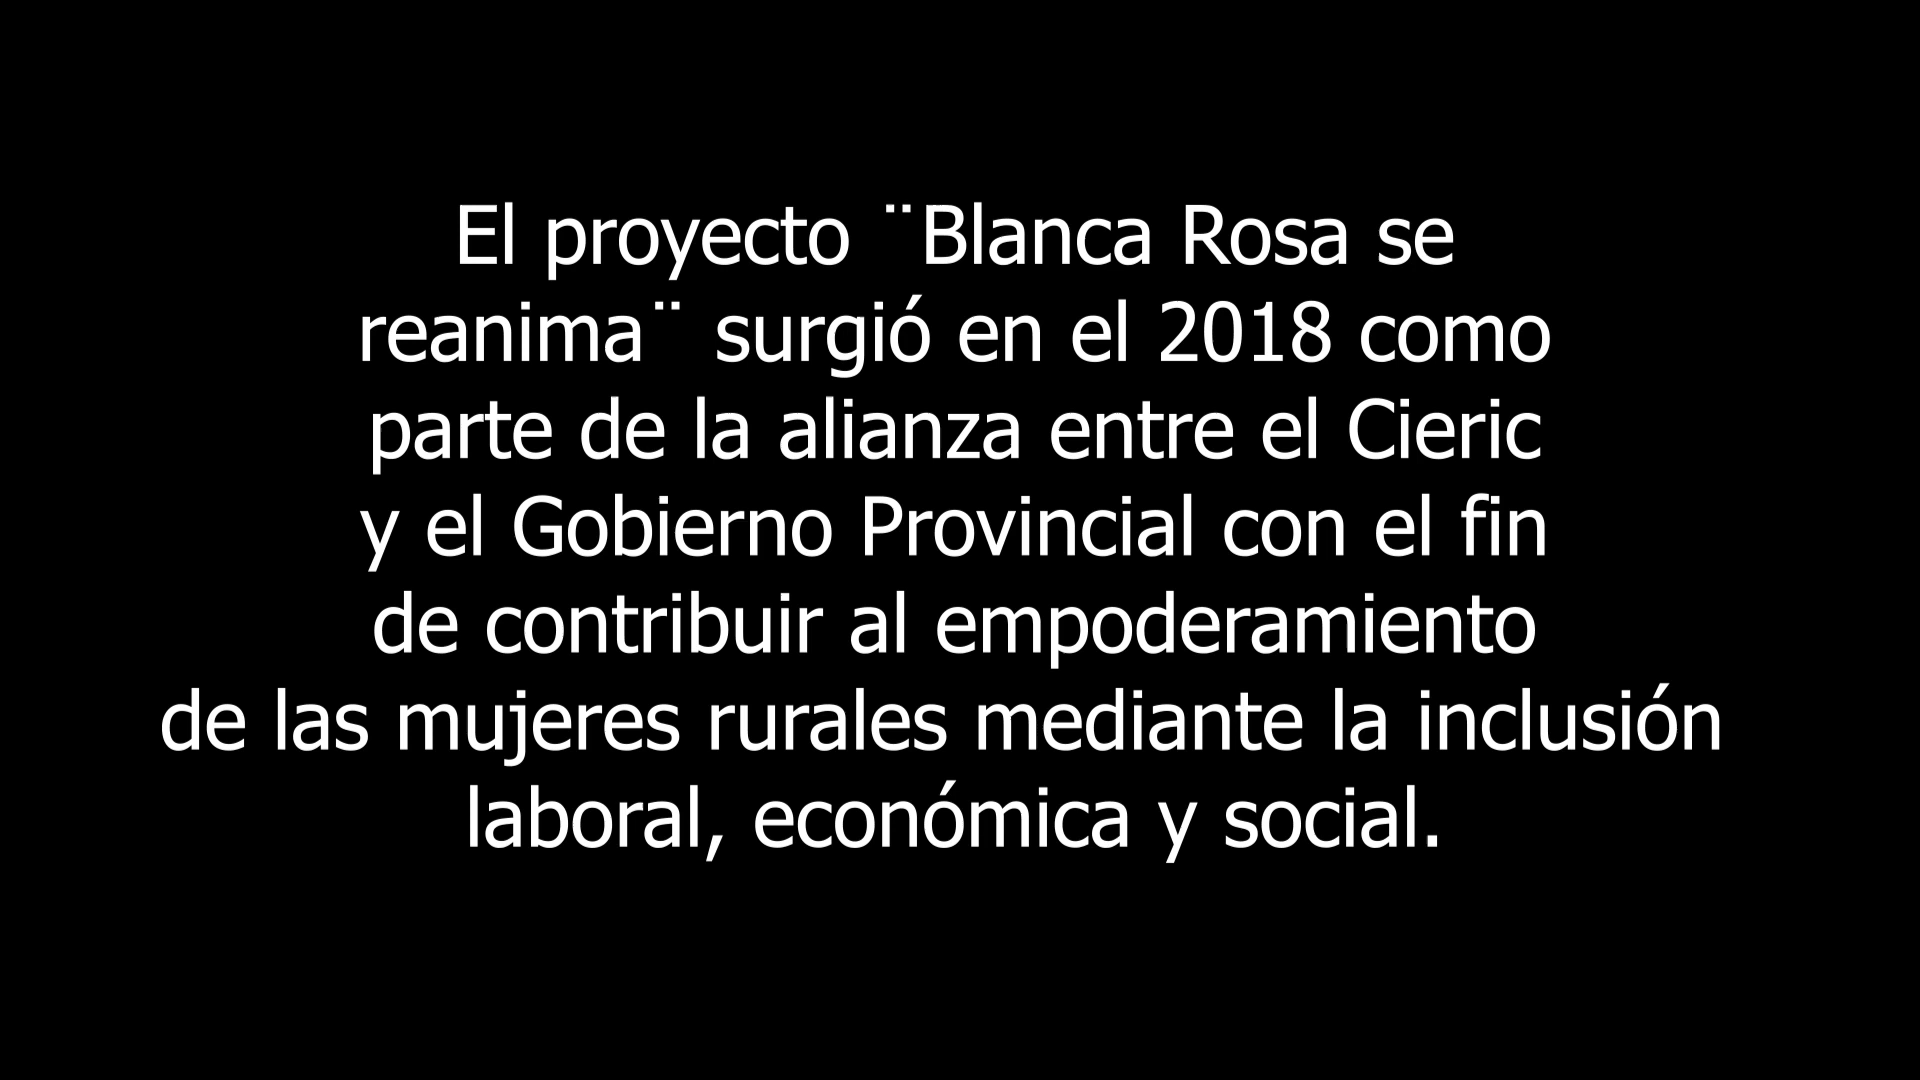 El proyecto ¨Blanca Rosa se
reanima¨ surgió en el 2018 como
parte de la alianza entre el Cieric
y el Gobierno Provincial con el fin
de contribuir al empoderamiento
de las mujeres rurales mediante la inclusión
laboral, económica y social.